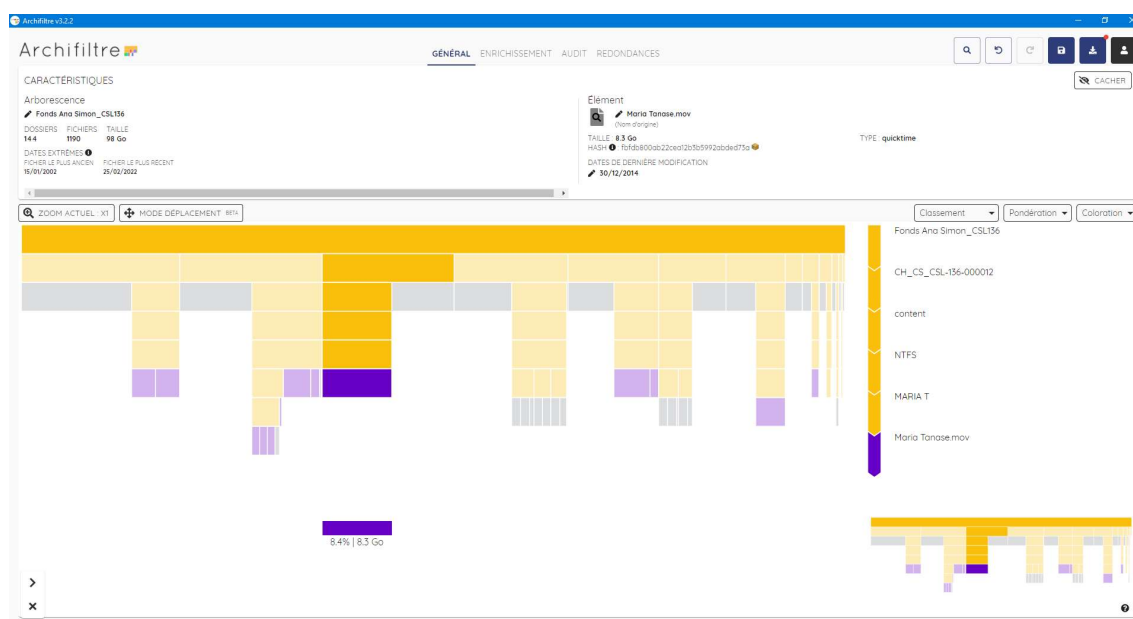 Archifiltre v3.2.2
Archifiltre
GÉNÉRAL ENRICHISSEMENT AUDIT REDONDANCES
CARACTÉRISTIQUES
CACHER
Arborescence
Fonds Ana Simon_CSL136
DOSSIERS FICHIERS TAILLE
144 1190 98 Go
DATES EXTRÊMES
FICHIER LE PLUS ANCIEN FICHIER LE PLUS RÉCENT
15/01/2002 25/02/2022
Élément
Maria Tanase.mov
(Nom d'origine)
TAILLE : 8.3 Go
TYPE : quicktime
HASH : fbfdb800ab22cea12b3b5992abded73a
DATES DE DERNIÈRE MODIFICATION
30/12/2014
ZOOM ACTUEL : X1
MODE DÉPLACEMENT BETA
Classement
Pondération
Coloration
Fonds Ana Simon_CSL136
CH_CS_CSL-136-000012
content
NTFS
MARIA T
Maria Tanase.mov
8.4% | 8.3 Go